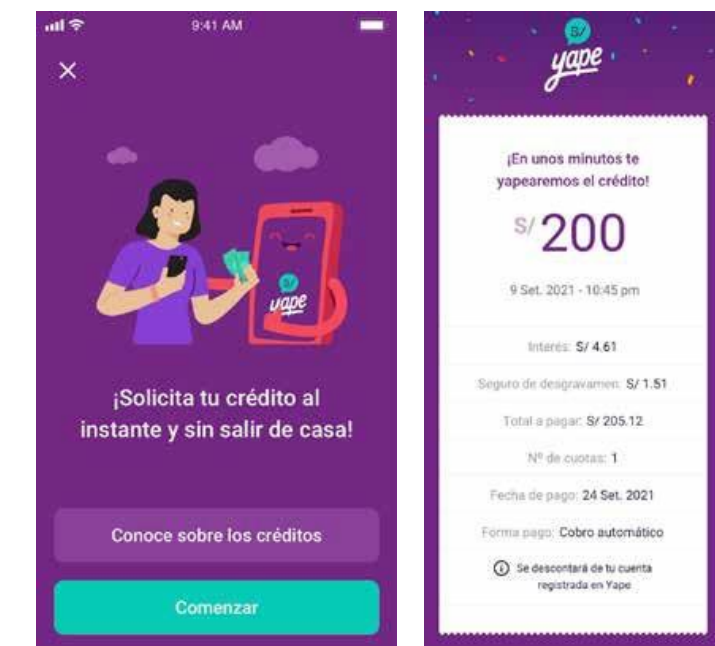 9:41 AM
S/
yape
¡Solicita tu crédito al
instante y sin salir de casa!
Conoce sobre los créditos
Comenzar
S/
yape
¡En unos minutos te
yapearemos el crédito!
S/ 200
9 Set. 2021 - 10:45 pm
Interés: S/ 4.61
Seguro de desgravamen: S/ 1.51
Total a pagar: S/ 205.12
Nº de cuotas: 1
Fecha de pago: 24 Set. 2021
Forma pago: Cobro automático
Se descontará de tu cuenta
registrada en Yape